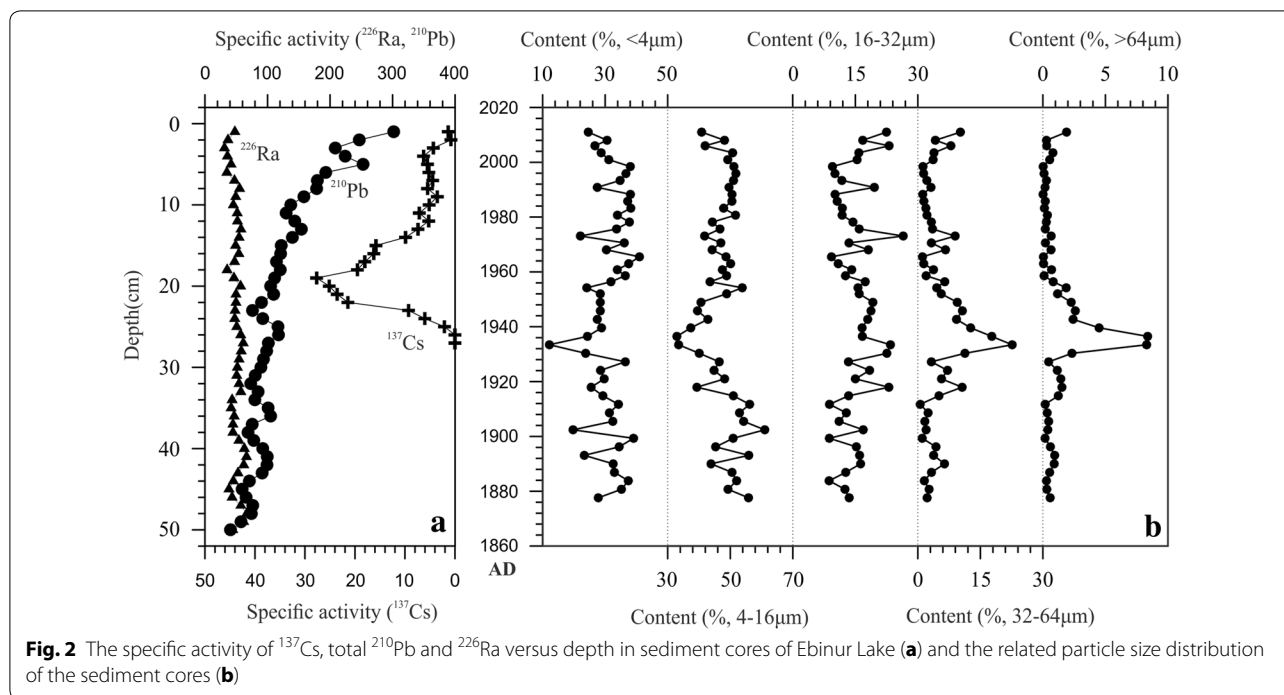 Specific activity (²²⁶Ra, ²¹⁰Pb)
0 100 200 300 400
Content (%, <4μm)
10 30 50
Content (%, 16-32μm)
0 15 30
Content (%, >64μm)
0 5 10
Depth(cm)
0
10
20
30
40
50
²²⁶Ra
²¹⁰Pb
¹³⁷Cs
a
50 40 30 20 10 0
Specific activity (¹³⁷Cs)
2020
2000
1980
1960
1940
1920
1900
1880
1860
AD
b
30 50 70
Content (%, 4-16μm)
0 15 30
Content (%, 32-64μm)
Fig. 2 The specific activity of ¹³⁷Cs, total ²¹⁰Pb and ²²⁶Ra versus depth in sediment cores of Ebinur Lake (a) and the related particle size distribution
of the sediment cores (b)